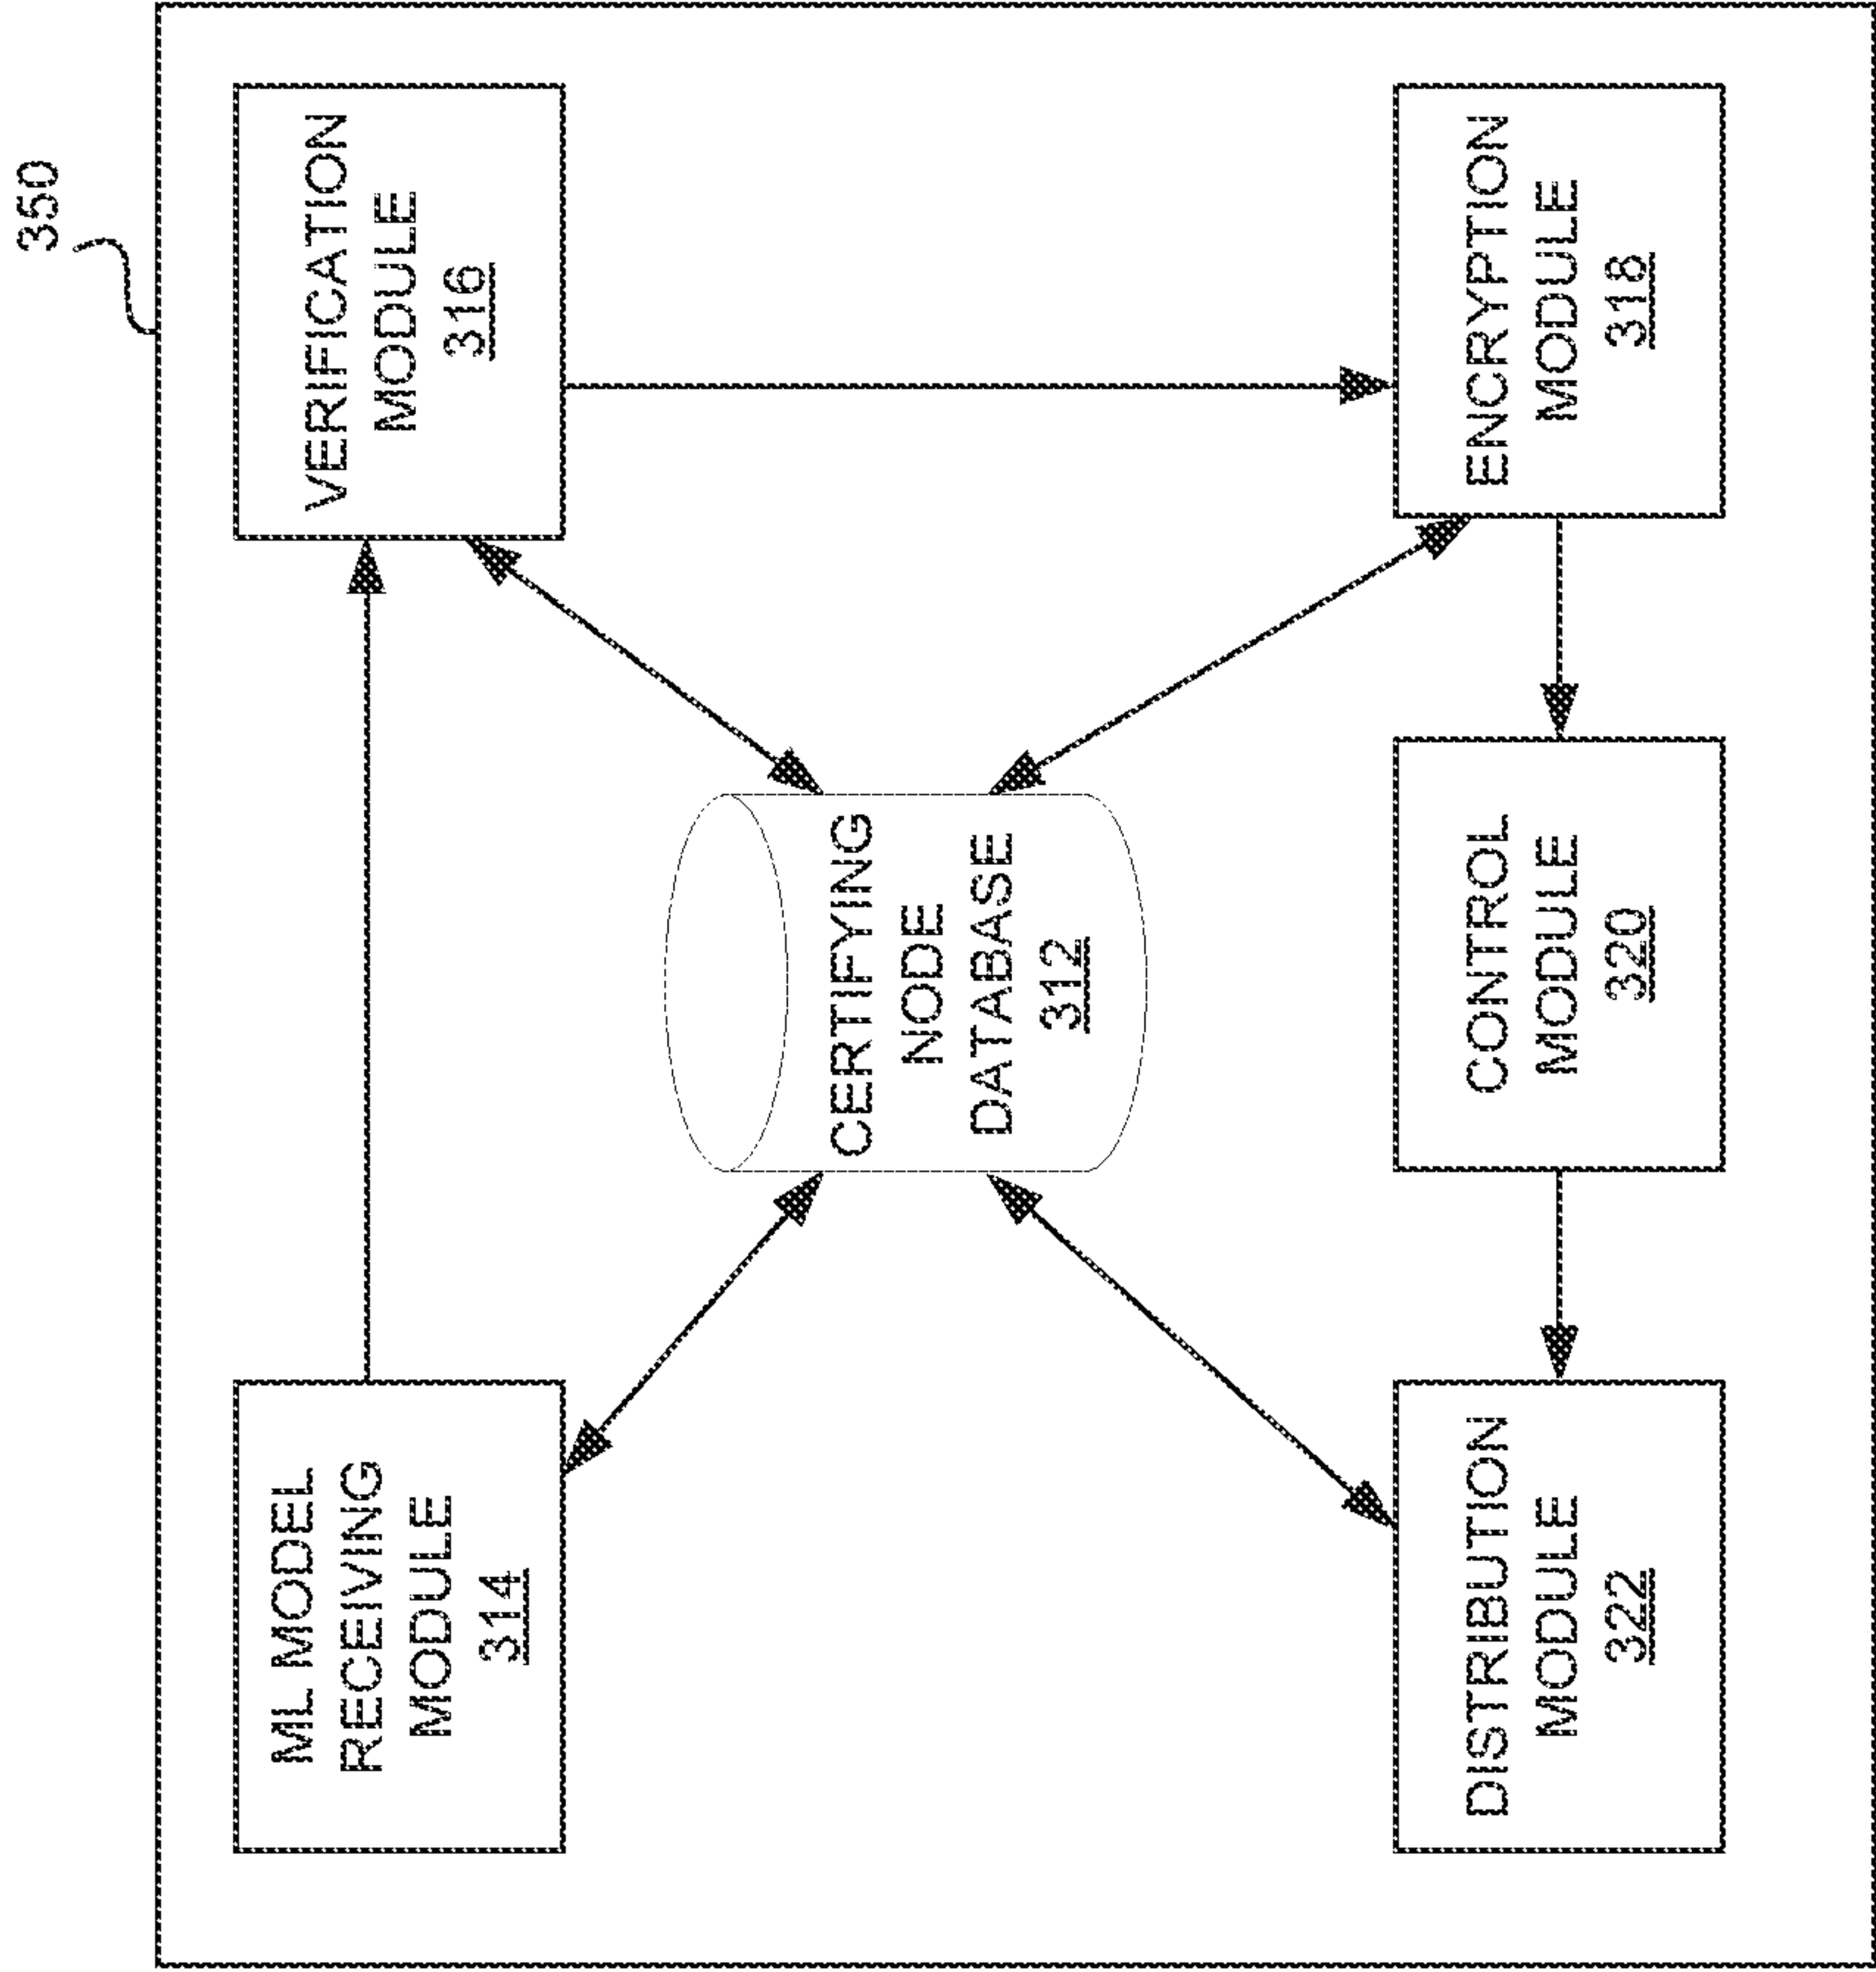 350
ML MODEL
RECEIVING
MODULE
314
VERIFICATION
MODULE
316
CERTIFYING
NODE
DATABASE
312
DISTRIBUTION
MODULE
322
CONTROL
MODULE
320
ENCRYPTION
MODULE
318